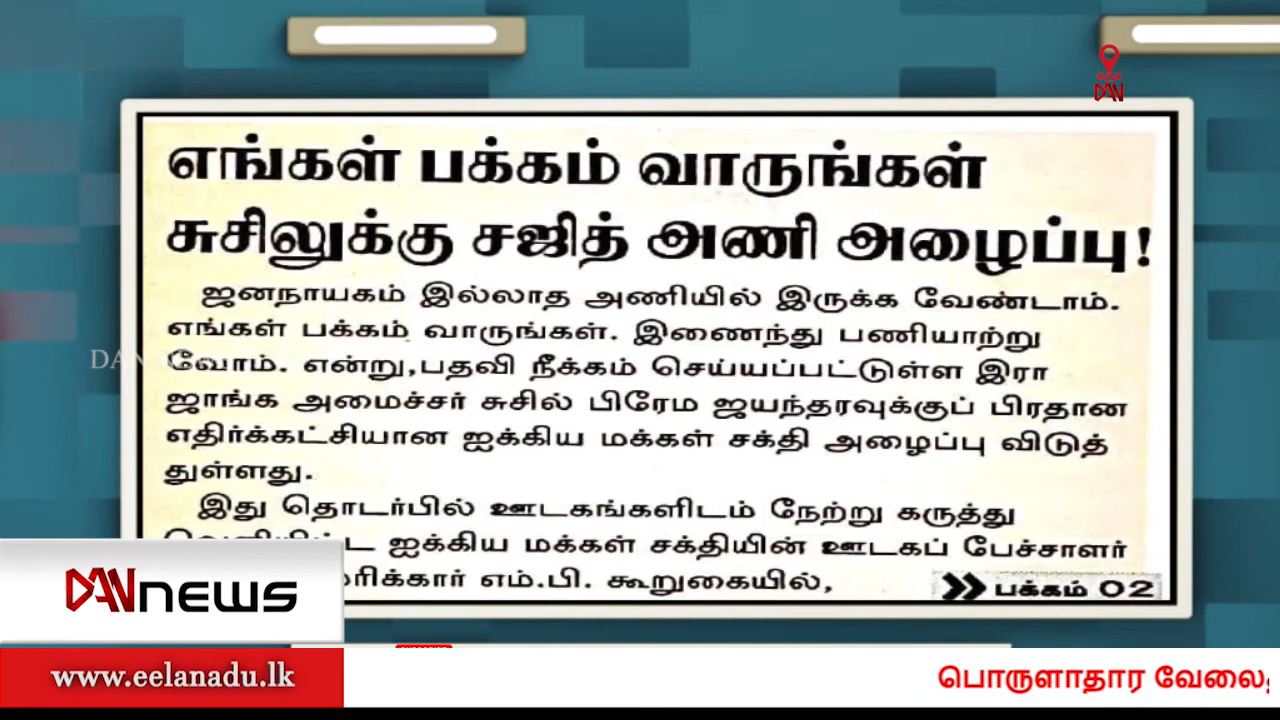 DAN
எங்கள் பக்கம் வாருங்கள்
சுசிலுக்கு சஜித் அணி அழைப்பு!
ஜனநாயகம் இல்லாத அணியில் இருக்க வேண்டாம்.
எங்கள் பக்கம் வாருங்கள். இணைந்து பணியாற்று
வோம். என்று,பதவி நீக்கம் செய்யப்பட்டுள்ள இரா
ஜாங்க அமைச்சர் சுசில் பிரேம ஜயந்தரவுக்குப் பிரதான
எதிர்க்கட்சியான ஐக்கிய மக்கள் சக்தி அழைப்பு விடுத்
துள்ளது.
இது தொடர்பில் ஊடகங்களிடம் நேற்று கருத்து
ஐக்கிய மக்கள் சக்தியின் ஊடகப் பேச்சாளர்
எம்.பி. கூறுகையில்,
பக்கம் 02
DAN news
www.eelanadu.lk
பொருளாதார